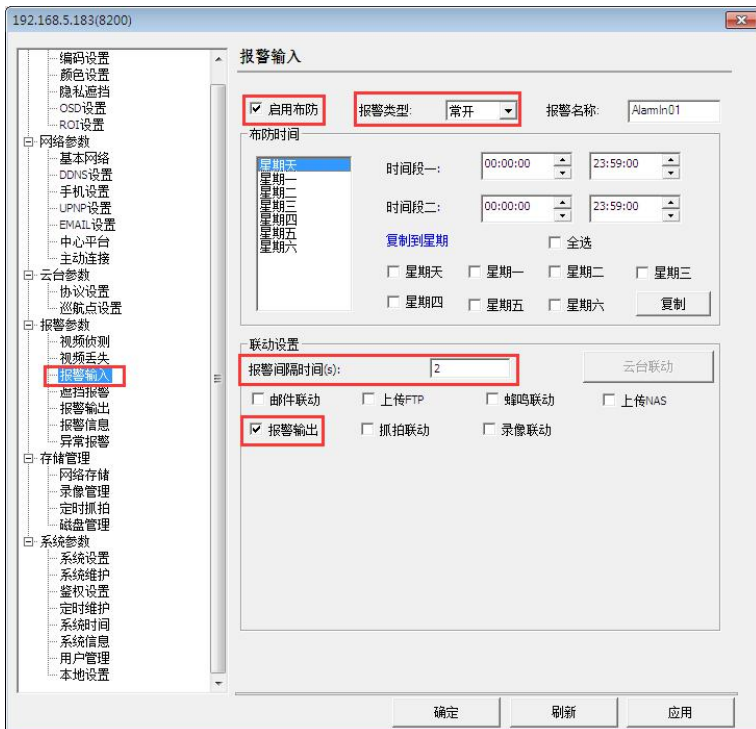 192.168.5.183(8200)
编码设置
颜色设置
隐私遮挡
OSD设置
ROI设置
网络参数
基本网络
DDNS设置
手机设置
UPNP设置
EMAIL设置
中心平台
主动连接
云台参数
协议设置
巡航点设置
报警参数
视频侦测
视频丢失
报警输入
遮挡报警
报警输出
报警信息
异常报警
存储管理
网络存储
录像管理
定时抓拍
磁盘管理
系统参数
系统设置
系统维护
鉴权设置
定时维护
系统时间
系统信息
用户管理
本地设置
报警输入
启用布防 报警类型: 常开 报警名称: AlarmIn01
布防时间
星期天
星期一
星期二
星期三
星期四
星期五
星期六
时间段一: 00:00:00 23:59:00
时间段二: 00:00:00 23:59:00
复制到星期 全选
星期天 星期一 星期二 星期三
星期四 星期五 星期六 复制
联动设置
报警间隔时间(s): 2 云台联动
邮件联动 上传FTP 蜂鸣联动 上传NAS
报警输出 抓拍联动 录像联动
确定 刷新 应用